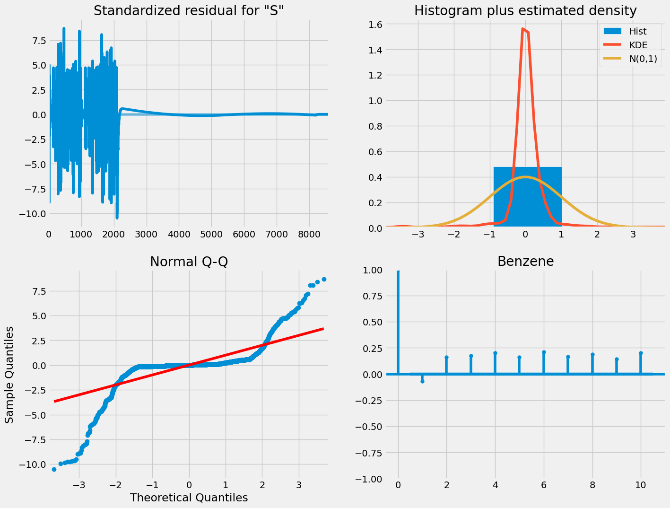 Standardized residual for "S"
7.5
5.0
2.5
0.0
−2.5
−5.0
−7.5
−10.0
0 1000 2000 3000 4000 5000 6000 7000 8000
Histogram plus estimated density
1.6
1.4
1.2
1.0
0.8
0.6
0.4
0.2
0.0
−3 −2 −1 0 1 2 3
Hist
KDE
N(0,1)
Normal Q-Q
Sample Quantiles
7.5
5.0
2.5
0.0
−2.5
−5.0
−7.5
−10.0
−3 −2 −1 0 1 2 3
Theoretical Quantiles
Benzene
1.00
0.75
0.50
0.25
0.00
−0.25
−0.50
−0.75
−1.00
0 2 4 6 8 10